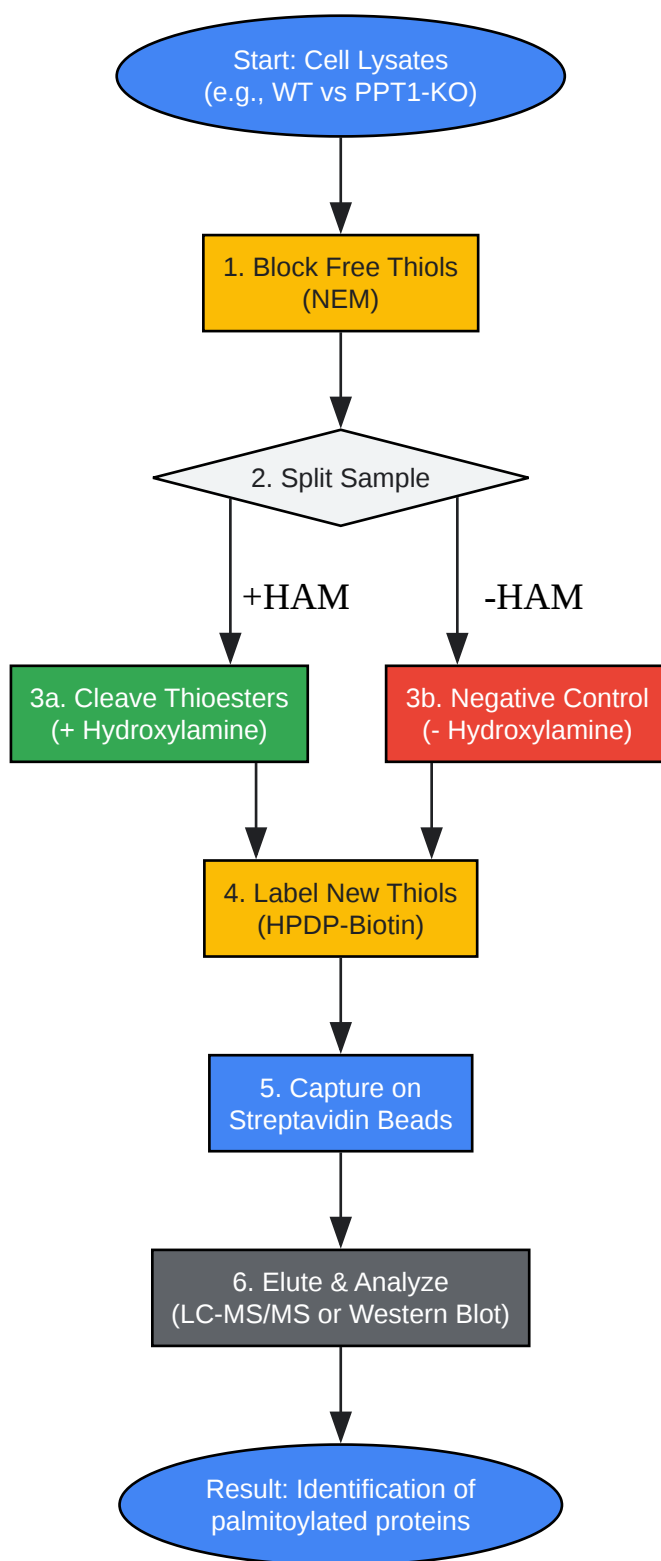 Start: Cell Lysates
(e.g., WT vs PPT1-KO)
1. Block Free Thiols
(NEM)
2. Split Sample
+HAM
-HAM
3a. Cleave Thioesters
(+ Hydroxylamine)
3b. Negative Control
(- Hydroxylamine)
4. Label New Thiols
(HPDP-Biotin)
5. Capture on
Streptavidin Beads
6. Elute & Analyze
(LC-MS/MS or Western Blot)
Result: Identification of
palmitoylated proteins